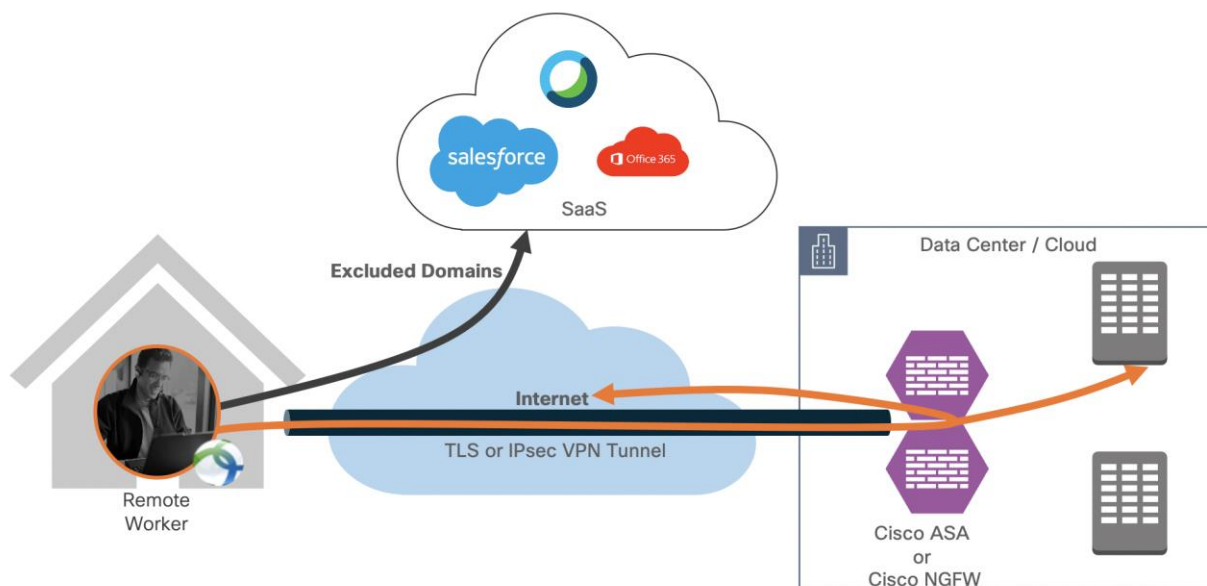 salesforce
Office 365
SaaS
Excluded Domains
Data Center / Cloud
Internet
TLS or IPsec VPN Tunnel
Remote
Worker
Cisco ASA
or
Cisco NGFW